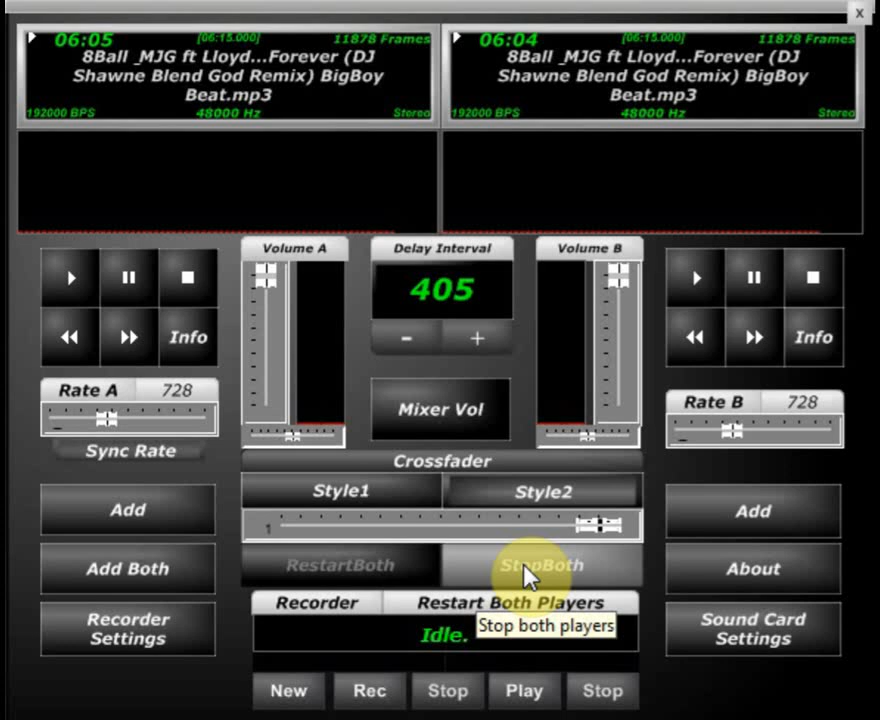 x
06:05 [06:15.000] 11878 Frames
8Ball _MJG ft Lloyd...Forever (DJ
Shawne Blend God Remix) BigBoy
Beat.mp3
192000 BPS 48000 Hz Stereo
06:04 [06:15.000] 11878 Frames
8Ball _MJG ft Lloyd...Forever (DJ
Shawne Blend God Remix) BigBoy
Beat.mp3
192000 BPS 48000 Hz Stereo
Volume A
Delay Interval
Volume B
405
- +
Info
Info
Mixer Vol
Rate A 728
Rate B 728
Sync Rate
Crossfader
Style1
Style2
1
Add
Add
RestartBoth
StopBoth
Add Both
About
Recorder
Restart Both Players
Recorder
Settings
Idle.
Stop both players
Sound Card
Settings
New
Rec
Stop
Play
Stop